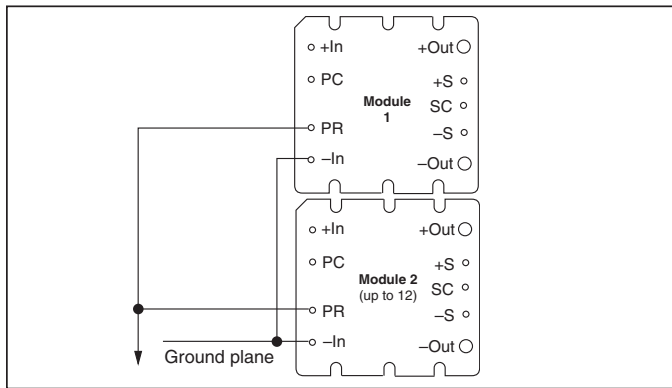 +In
+Out
PC
+S
Module
1
SC
PR
–S
–In
–Out
+In
+Out
PC
+S
Module 2
(up to 12)
SC
PR
–S
–In
–Out
Ground plane